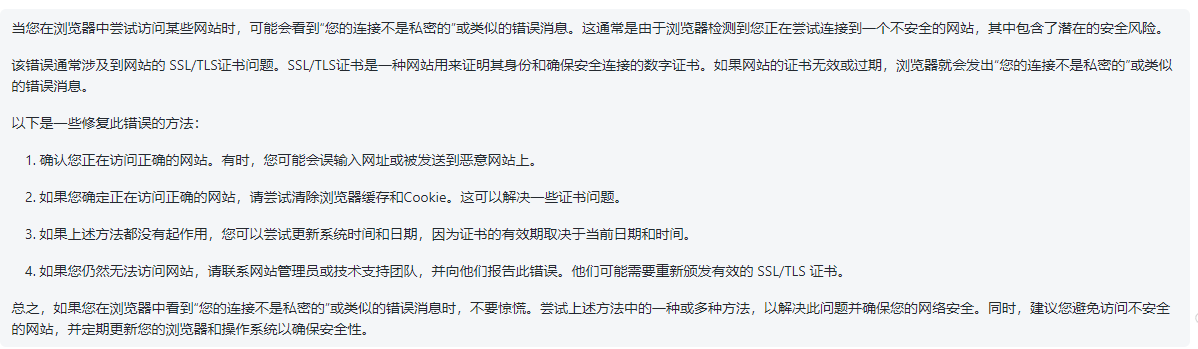 当您在浏览器中尝试访问某些网站时，可能会看到“您的连接不是私密的”或类似的错误消息。这通常是由于浏览器检测到您正在尝试连接到一个不安全的网站，其中包含了潜在的安全风险。
该错误通常涉及到网站的 SSL/TLS证书问题。SSL/TLS证书是一种网站用来证明其身份和确保安全连接的数字证书。如果网站的证书无效或过期，浏览器就会发出“您的连接不是私密的”或类似
的错误消息。
以下是一些修复此错误的方法：
1. 确认您正在访问正确的网站。有时，您可能会误输入网址或被发送到恶意网站上。
2. 如果您确定正在访问正确的网站，请尝试清除浏览器缓存和Cookie。这可以解决一些证书问题。
3. 如果上述方法都没有起作用，您可以尝试更新系统时间和日期，因为证书的有效期取决于当前日期和时间。
4. 如果您仍然无法访问网站，请联系网站管理员或技术支持团队，并向他们报告此错误。他们可能需要重新颁发有效的 SSL/TLS 证书。
总之，如果您在浏览器中看到“您的连接不是私密的”或类似的错误消息时，不要惊慌。尝试上述方法中的一种或多种方法，以解决此问题并确保您的网络安全。同时，建议您避免访问不安全
的网站，并定期更新您的浏览器和操作系统以确保安全性。